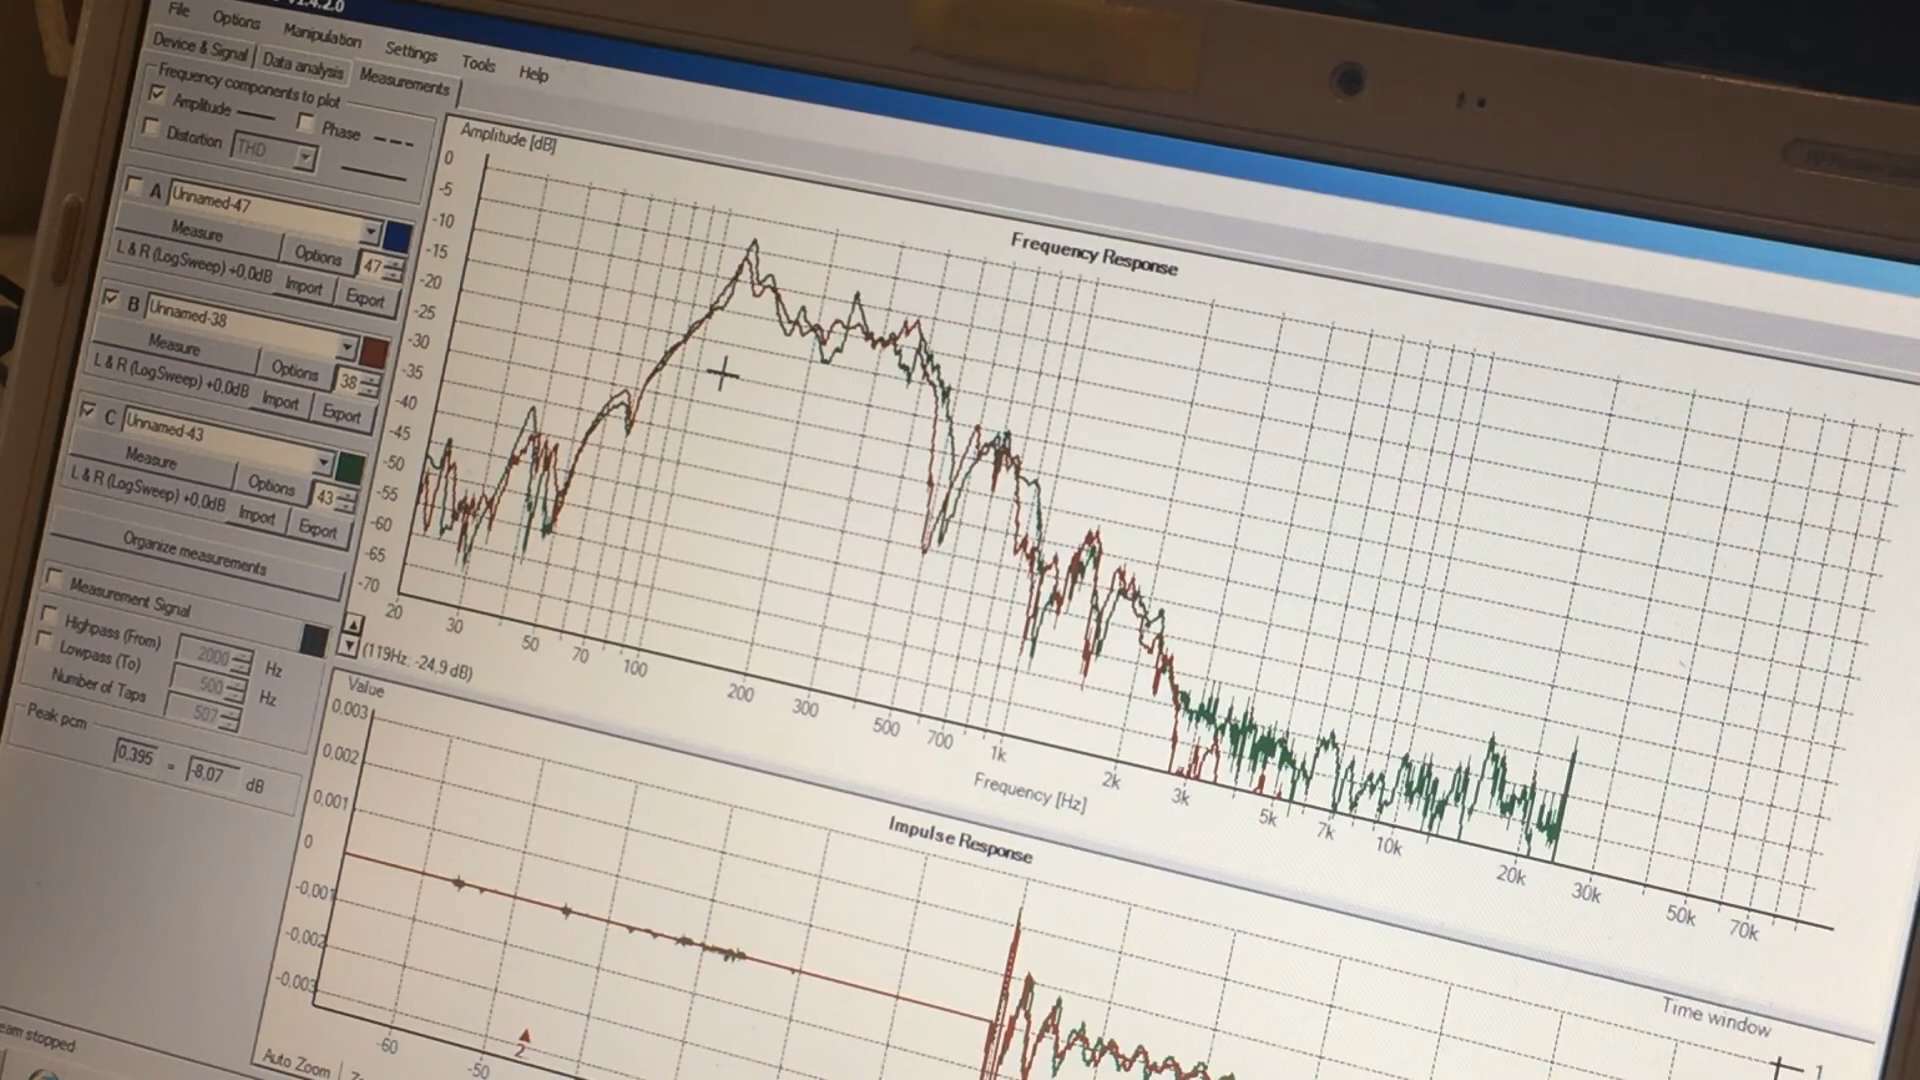 v1.4.2.0
File Options Manipulation Settings Tools Help
Device & Signal Data analysis Measurements
Frequency components to plot
Amplitude Phase
Distortion THD
A Unnamed-47
Measure Options 47
L & R (LogSweep) +0,0dB Import Export
B Unnamed-38
Measure Options 38
L & R (LogSweep) +0,0dB Import Export
C Unnamed-43
Measure Options 43
L & R (LogSweep) +0,0dB Import Export
Organize measurements
Measurement Signal
Highpass (From) 2000 Hz
Lowpass (To) 500 Hz
Number of Taps 507
Peak pcm
0,395 = -8,07 dB
Amplitude [dB]
Frequency Response
0
-5
-10
-15
-20
-25
-30
-35
-40
-45
-50
-55
-60
-65
-70
20 30 50 70 100 200 300 500 700 1k 2k 3k 5k 7k 10k 20k 30k 50k 70k
(119Hz, -24,9 dB)
Frequency [Hz]
Value
Impulse Response
0.003
0.002
0.001
0
-0.001
-0.002
-0.003
-60 -50
2
Time window
1
Auto Zoom
stopped